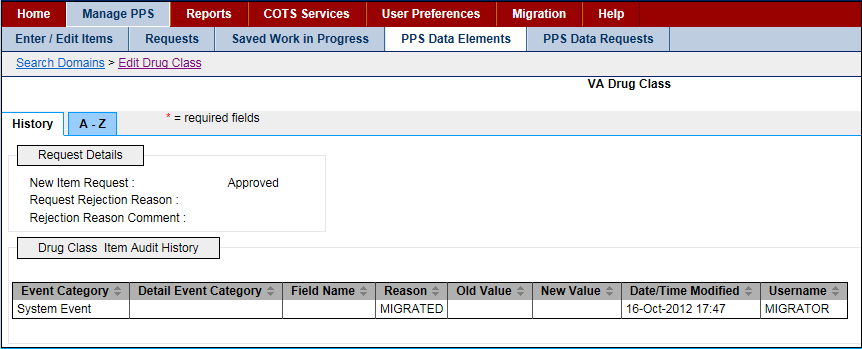 Home Manage PPS Reports COTS Services User Preferences Migration Help
Enter / Edit Items Requests Saved Work in Progress PPS Data Elements PPS Data Requests
Search Domains > Edit Drug Class
VA Drug Class
History A - Z * = required fields
Request Details
New Item Request : Approved
Request Rejection Reason :
Rejection Reason Comment :
Drug Class Item Audit History
Event Category Detail Event Category Field Name Reason Old Value New Value Date/Time Modified Username
System Event MIGRATED 16-Oct-2012 17:47 MIGRATOR